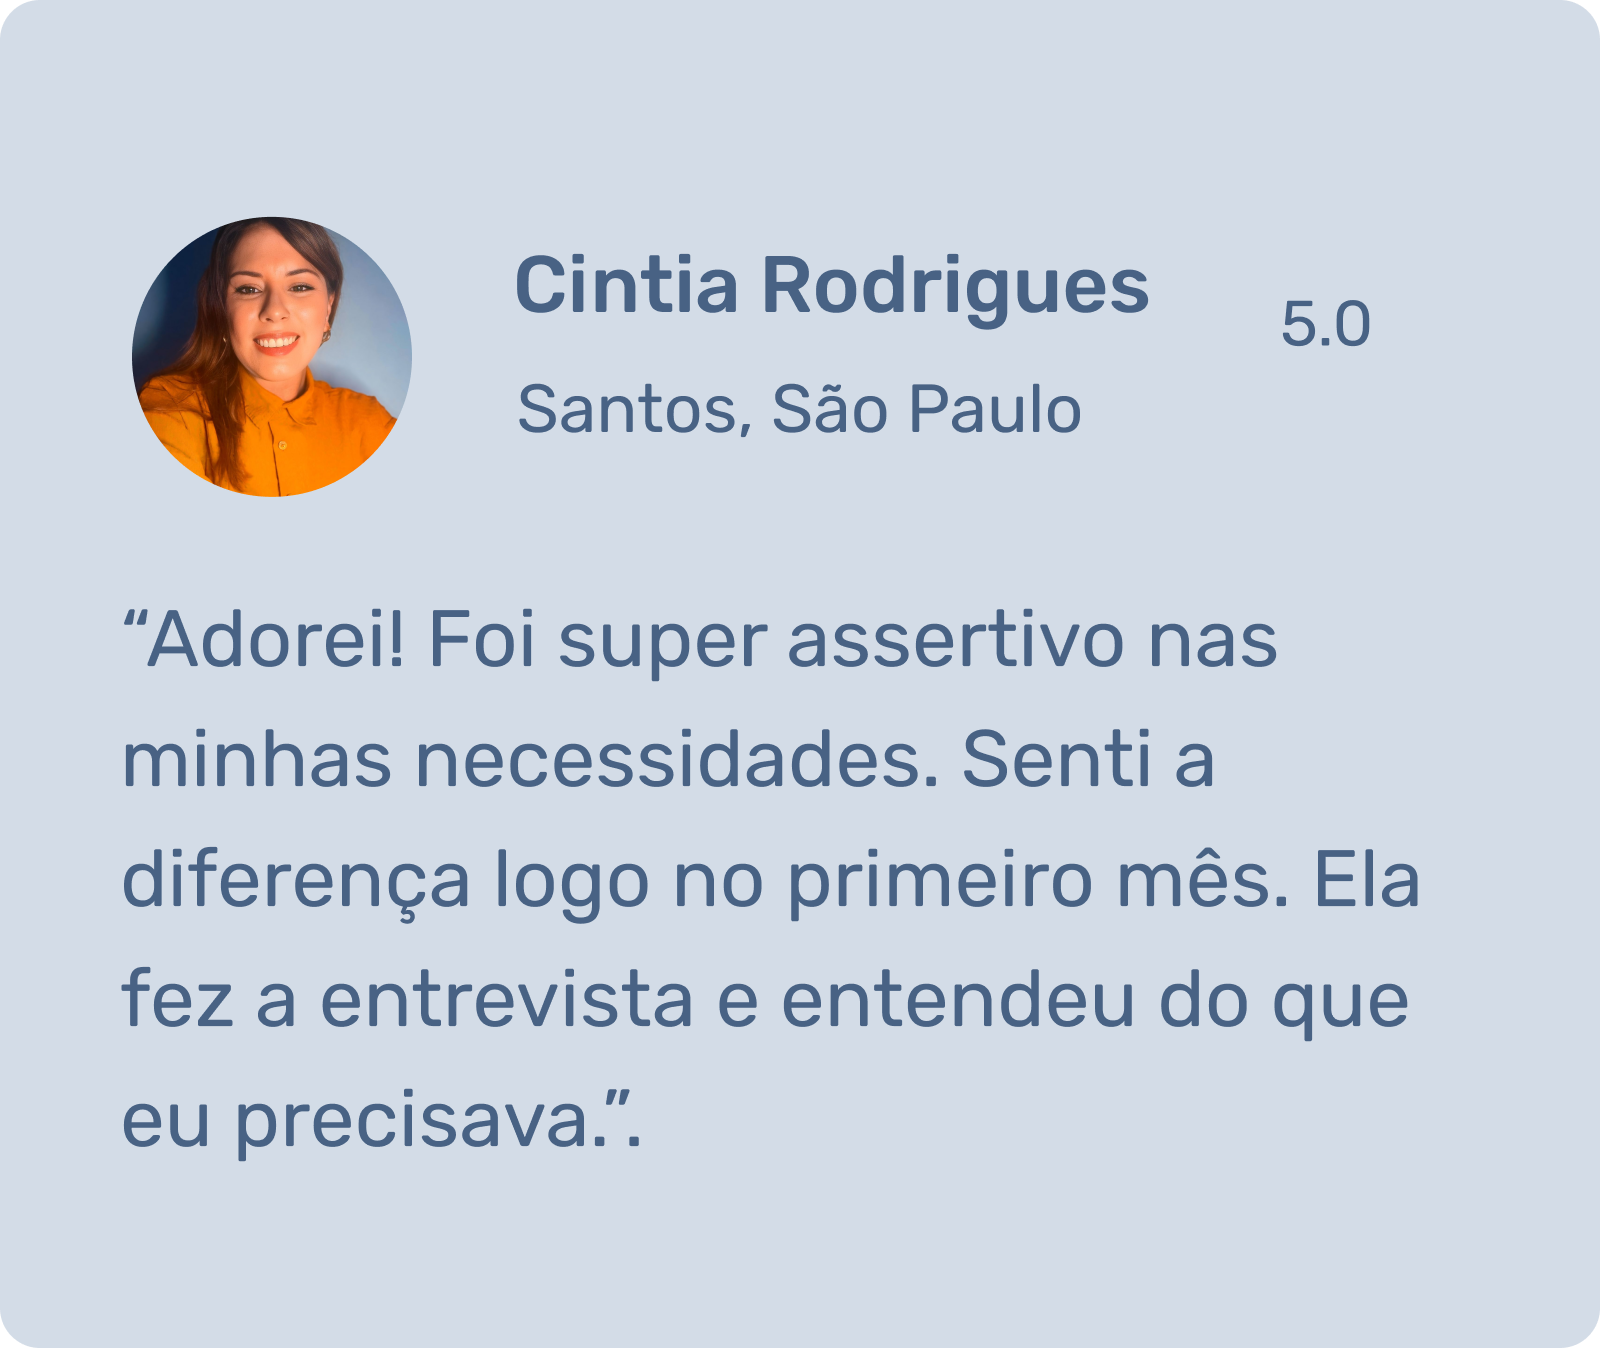 Cintia Rodrigues
5.0
Santos, São Paulo
“Adorei! Foi super assertivo nas
minhas necessidades. Senti a
diferença logo no primeiro mês. Ela
fez a entrevista e entendeu do que
eu precisava.”.